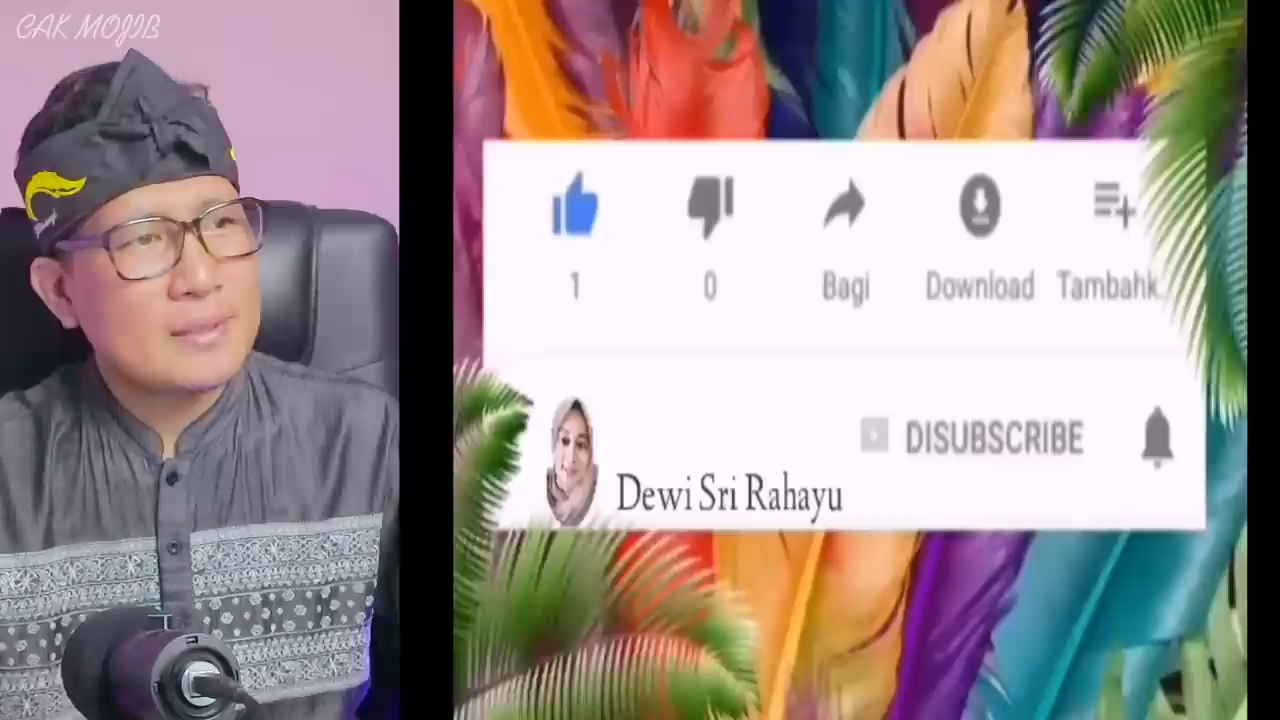 CAK MOJIB
1
0
Bagi
Download
Tambahk
DISUBSCRIBE
Dewi Sri Rahayu